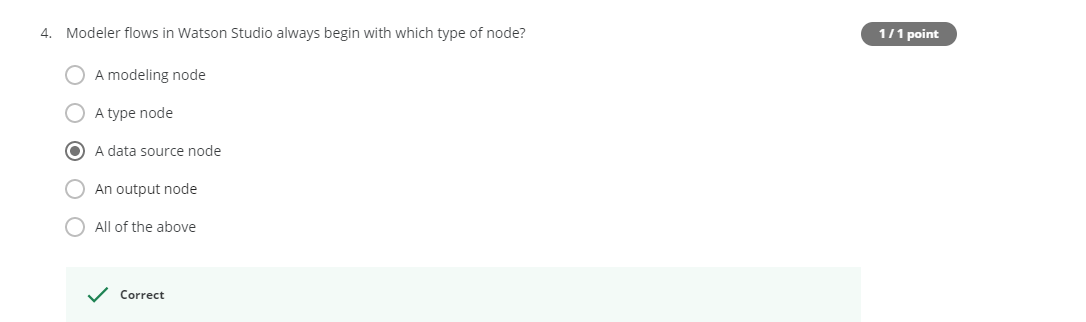 4. Modeler flows in Watson Studio always begin with which type of node?
1 / 1 point
A modeling node
A type node
A data source node
An output node
All of the above
Correct